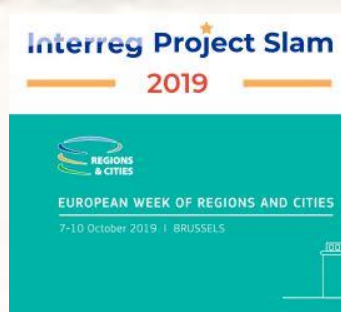 Interreg Project Slam
2019
REGIONS
& CITIES
EUROPEAN WEEK OF REGIONS AND CITIES
7-10 October 2019 | BRUSSELS